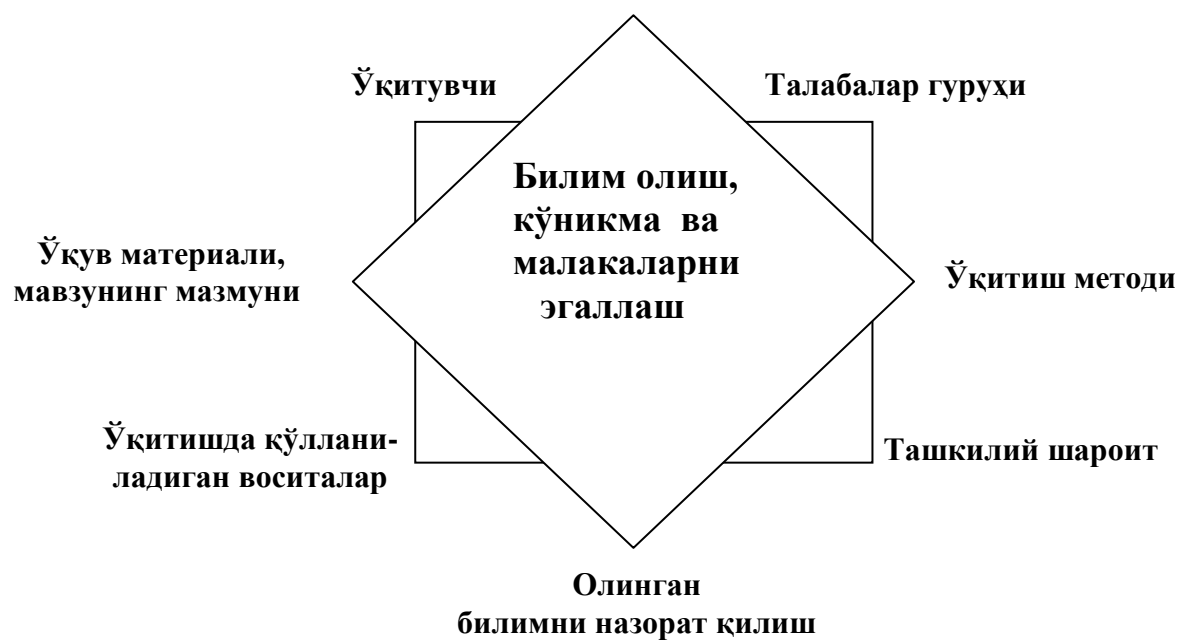 Ўқитувчи
Талабалар гуруҳи
Билим олиш,
кўникма ва
малакаларни
эгаллаш
Ўқув материали,
мавзунинг мазмуни
Ўқитиш методи
Ўқитишда қўллани-
ладиган воситалар
Ташкилий шароит
Олинган
билимни назорат қилиш